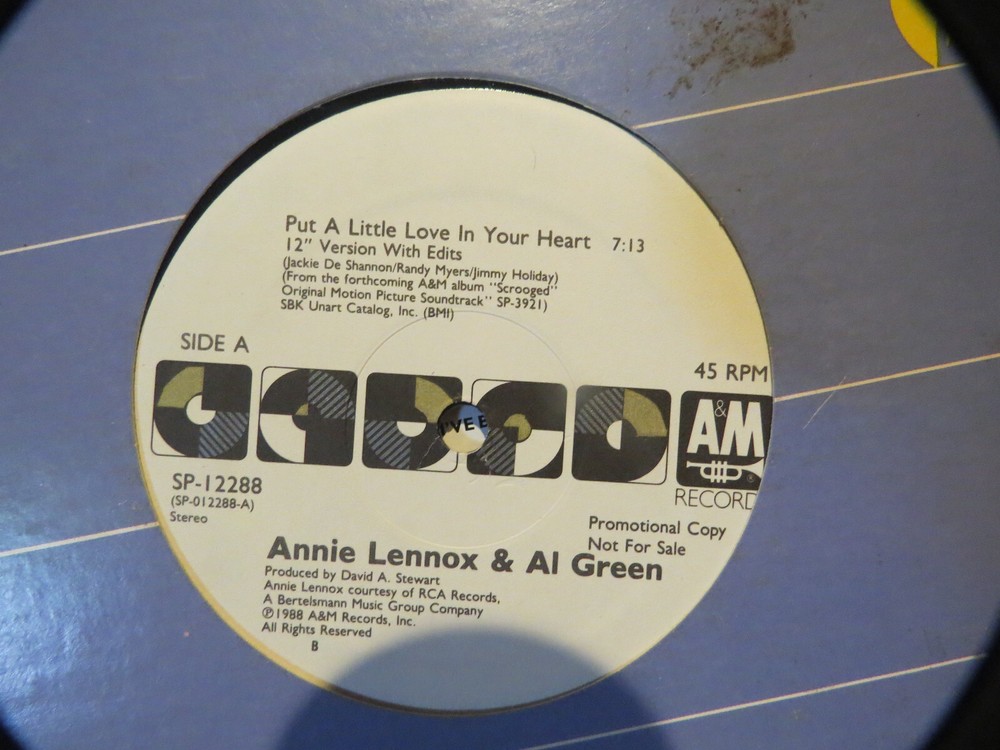 Put A Little Love In Your Heart 7:13
12" Version With Edits
(Jackie De Shannon/Randy Myers/Jimmy Holiday)
(From the forthcoming A&M album "Scrooged"
Original Motion Picture Soundtrack" SP-3921)
SBK Unart Catalog, Inc. (BMI)
SIDE A
45 RPM
A&M
®
RECORD
I'VE B
SP-12288
(SP-012288-A)
Stereo
Promotional Copy
Not For Sale
Annie Lennox & Al Green
Produced by David A. Stewart
Annie Lennox courtesy of RCA Records,
A Bertelsmann Music Group Company
℗1988 A&M Records, Inc.
All Rights Reserved
B